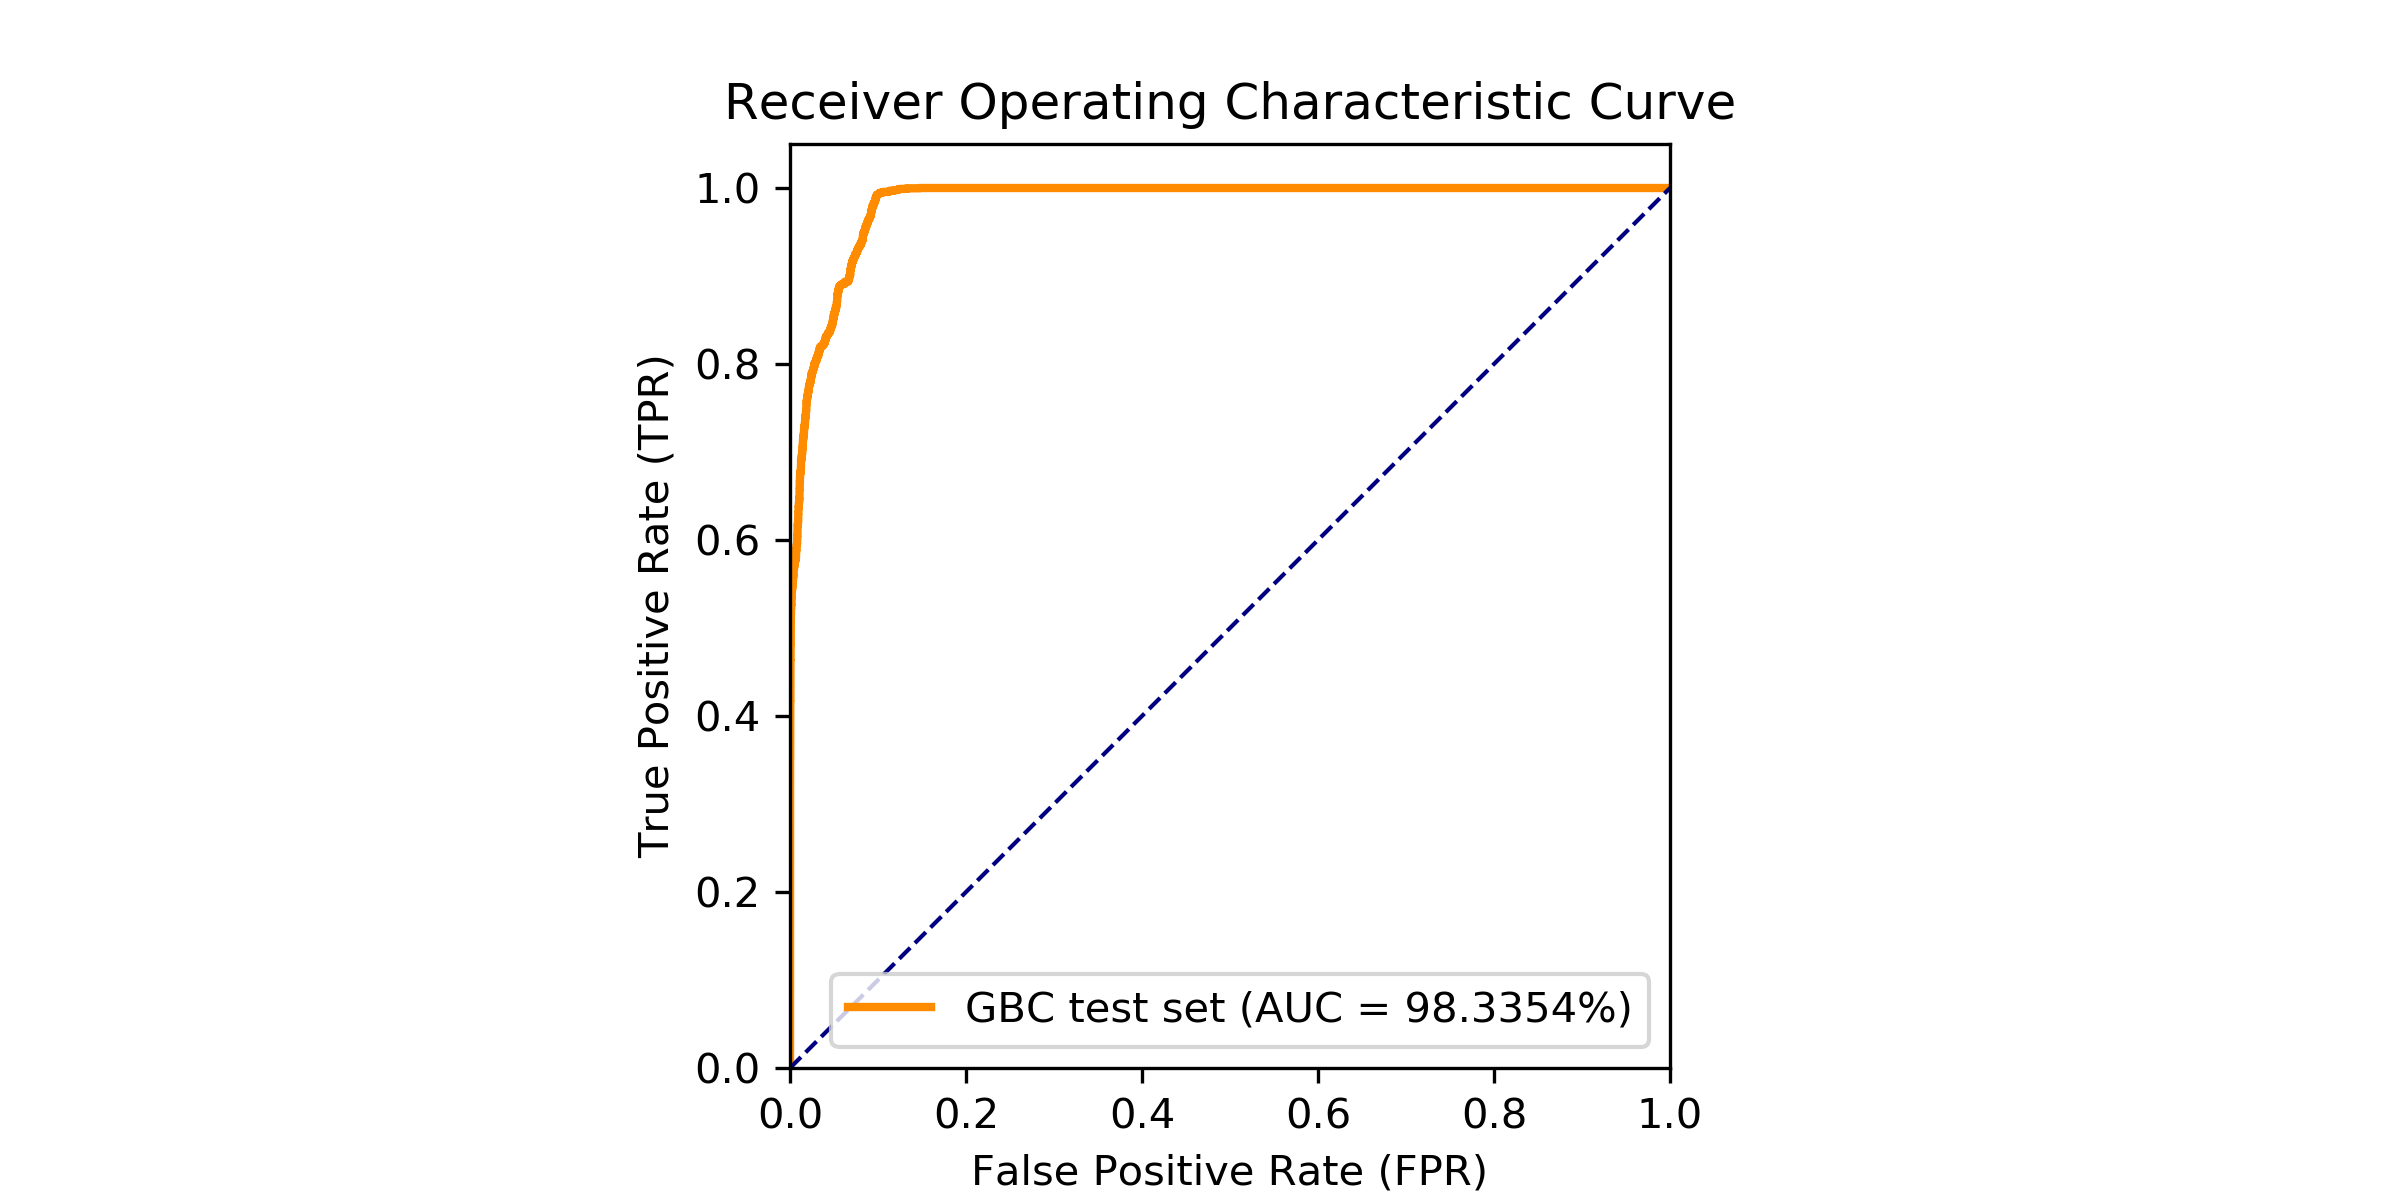 Receiver Operating Characteristic Curve
1.0
0.8
0.6
0.4
0.2
0.0
True Positive Rate (TPR)
GBC test set (AUC = 98.3354%)
0.0 0.2 0.4 0.6 0.8 1.0
False Positive Rate (FPR)